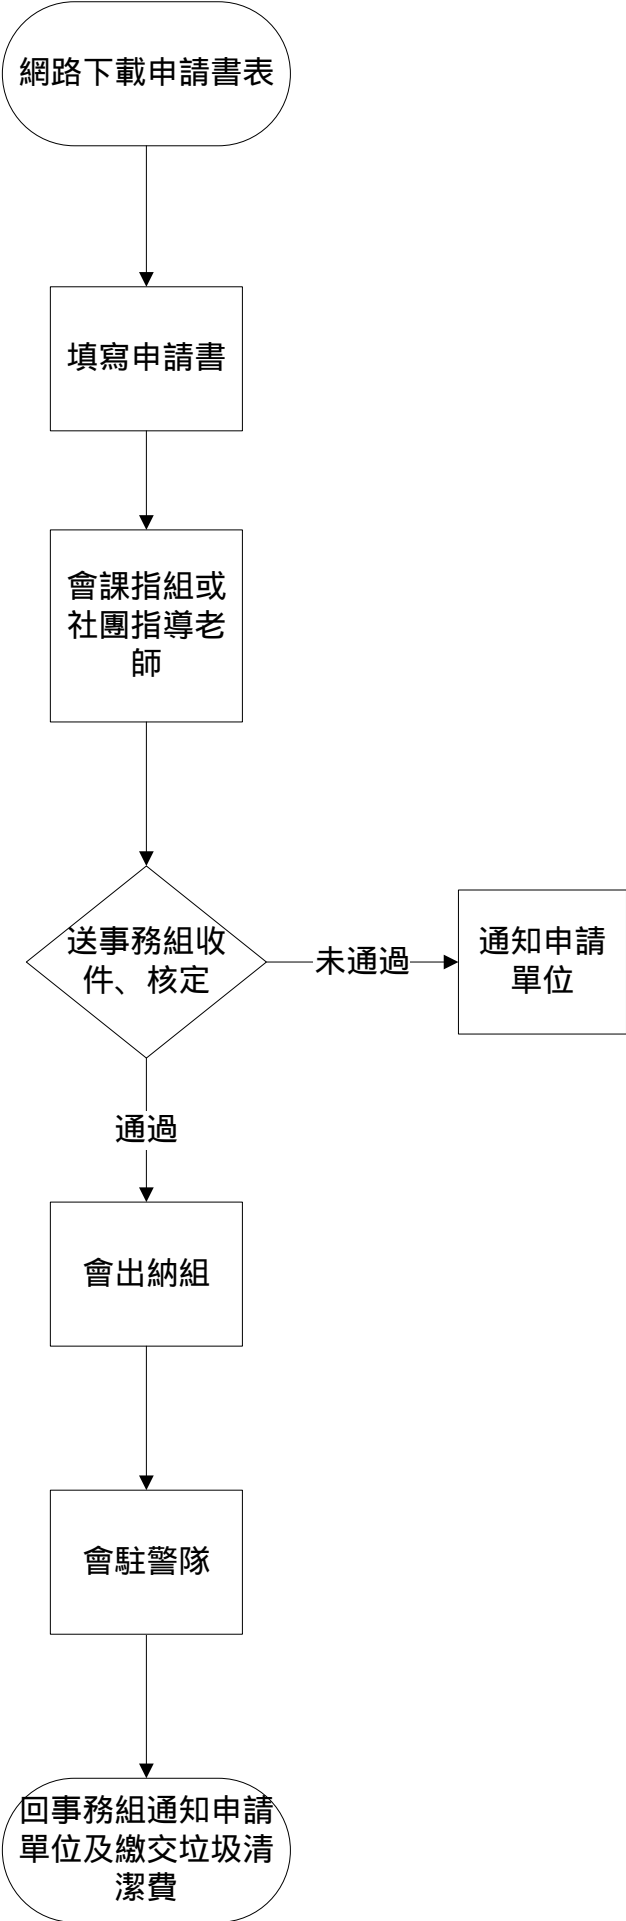 網路下載申請書表
填寫申請書
會課指組或
社團指導老
師
送事務組收
件、核定
未通過
通知申請
單位
通過
會出納組
會駐警隊
回事務組通知申請
單位及繳交垃圾清
潔費